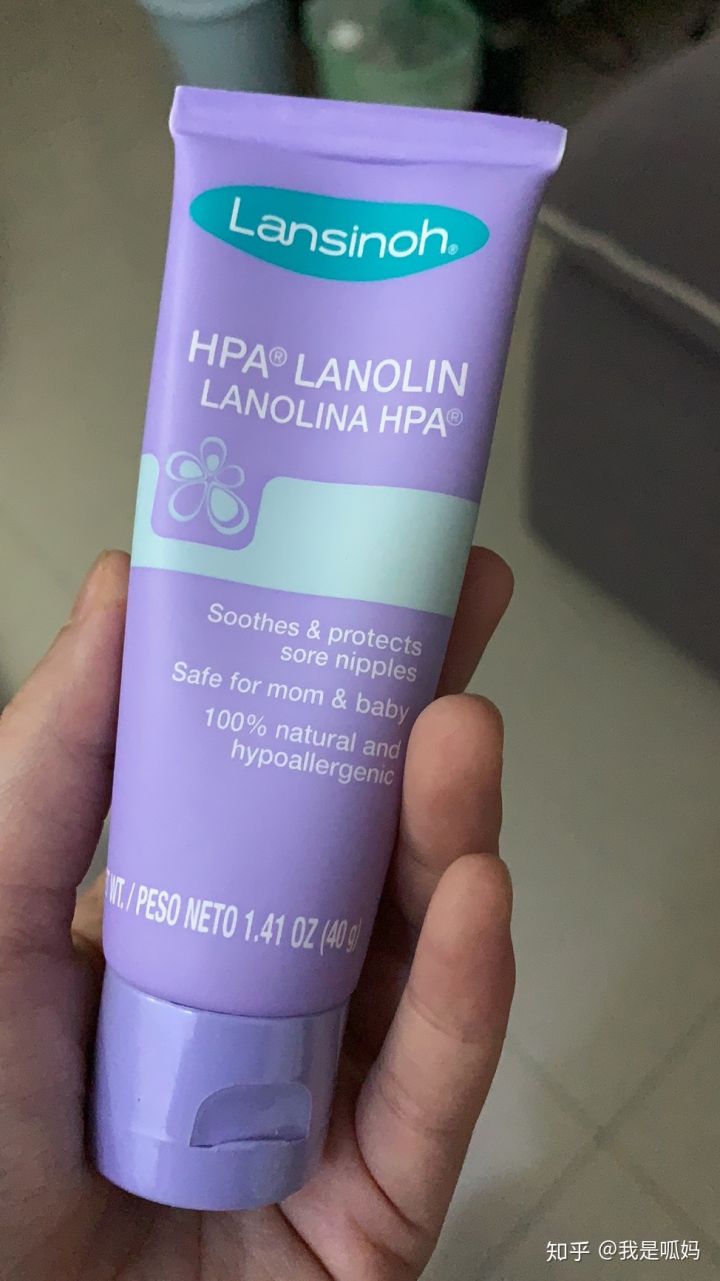 Lansinoh®
HPA® LANOLIN
LANOLINA HPA®
Soothes & protects
sore nipples
Safe for mom & baby
100% natural and
hypoallergenic
WT. / PESO NETO 1.41 OZ (40 g)
知乎 @我是呱妈